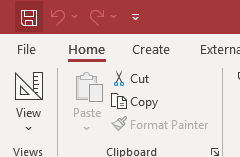 File Home Create Externa
View Paste Cut
Copy
Format Painter
Views Clipboard